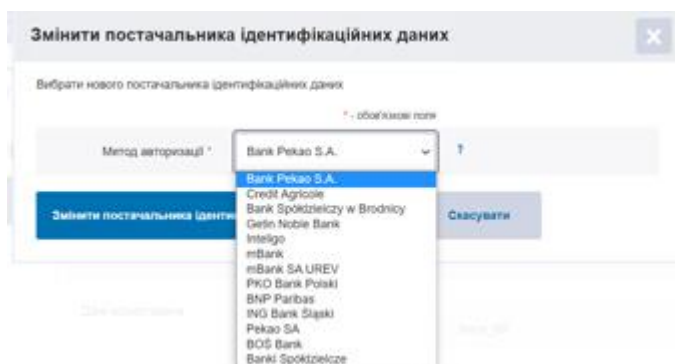 Змінити постачальника ідентифікаційних даних
Вибрати нового постачальника ідентифікаційних даних
* - обов'язкові поля
Метод авторизації *
Bank Pekao S.A.
?
Bank Pekao S.A.
Credit Agricole
Bank Spółdzielczy w Brodnicy
Getin Noble Bank
Inteligo
mBank
mBank SA UREV
PKO Bank Polski
BNP Paribas
ING Bank Śląski
Pekao SA
BOŚ Bank
Banki Spółdzielcze
Змінити постачальника іденти
Скасувати